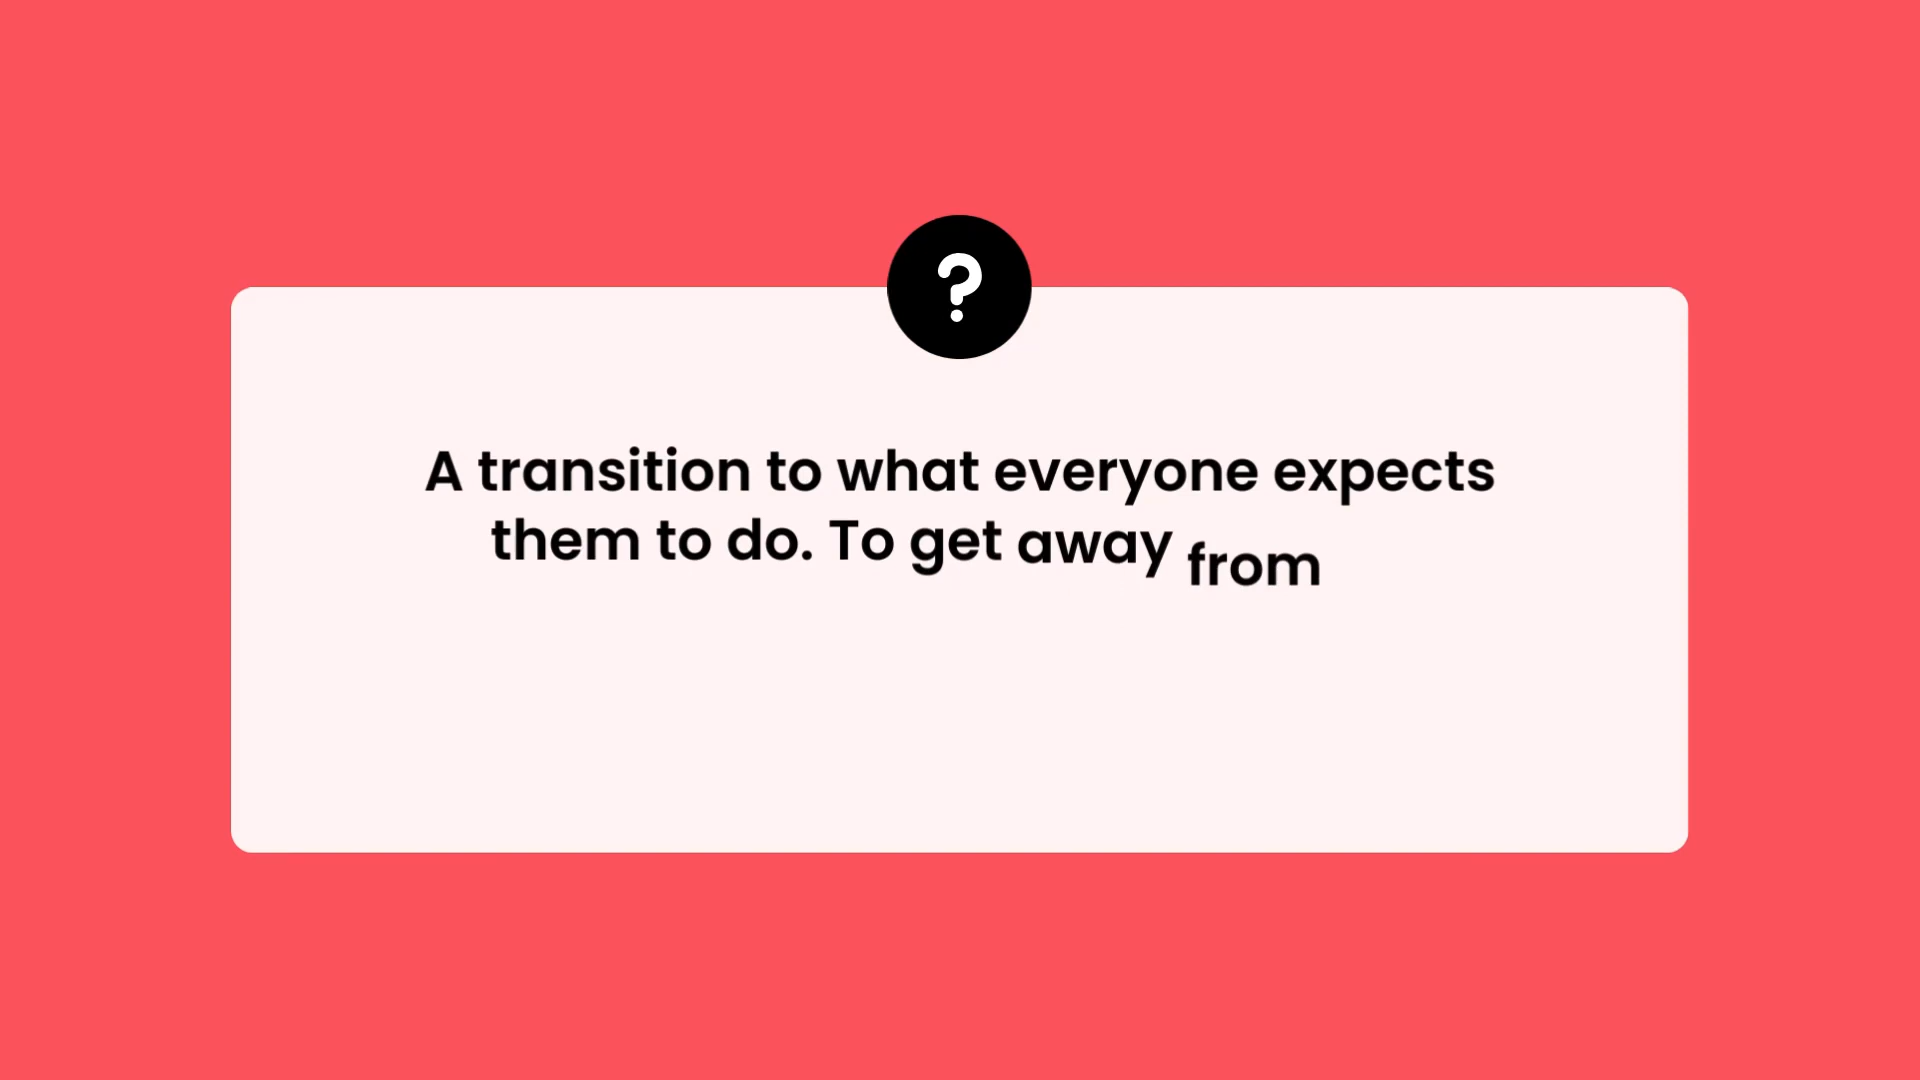 ?
A transition to what everyone expects
them to do. To get away from